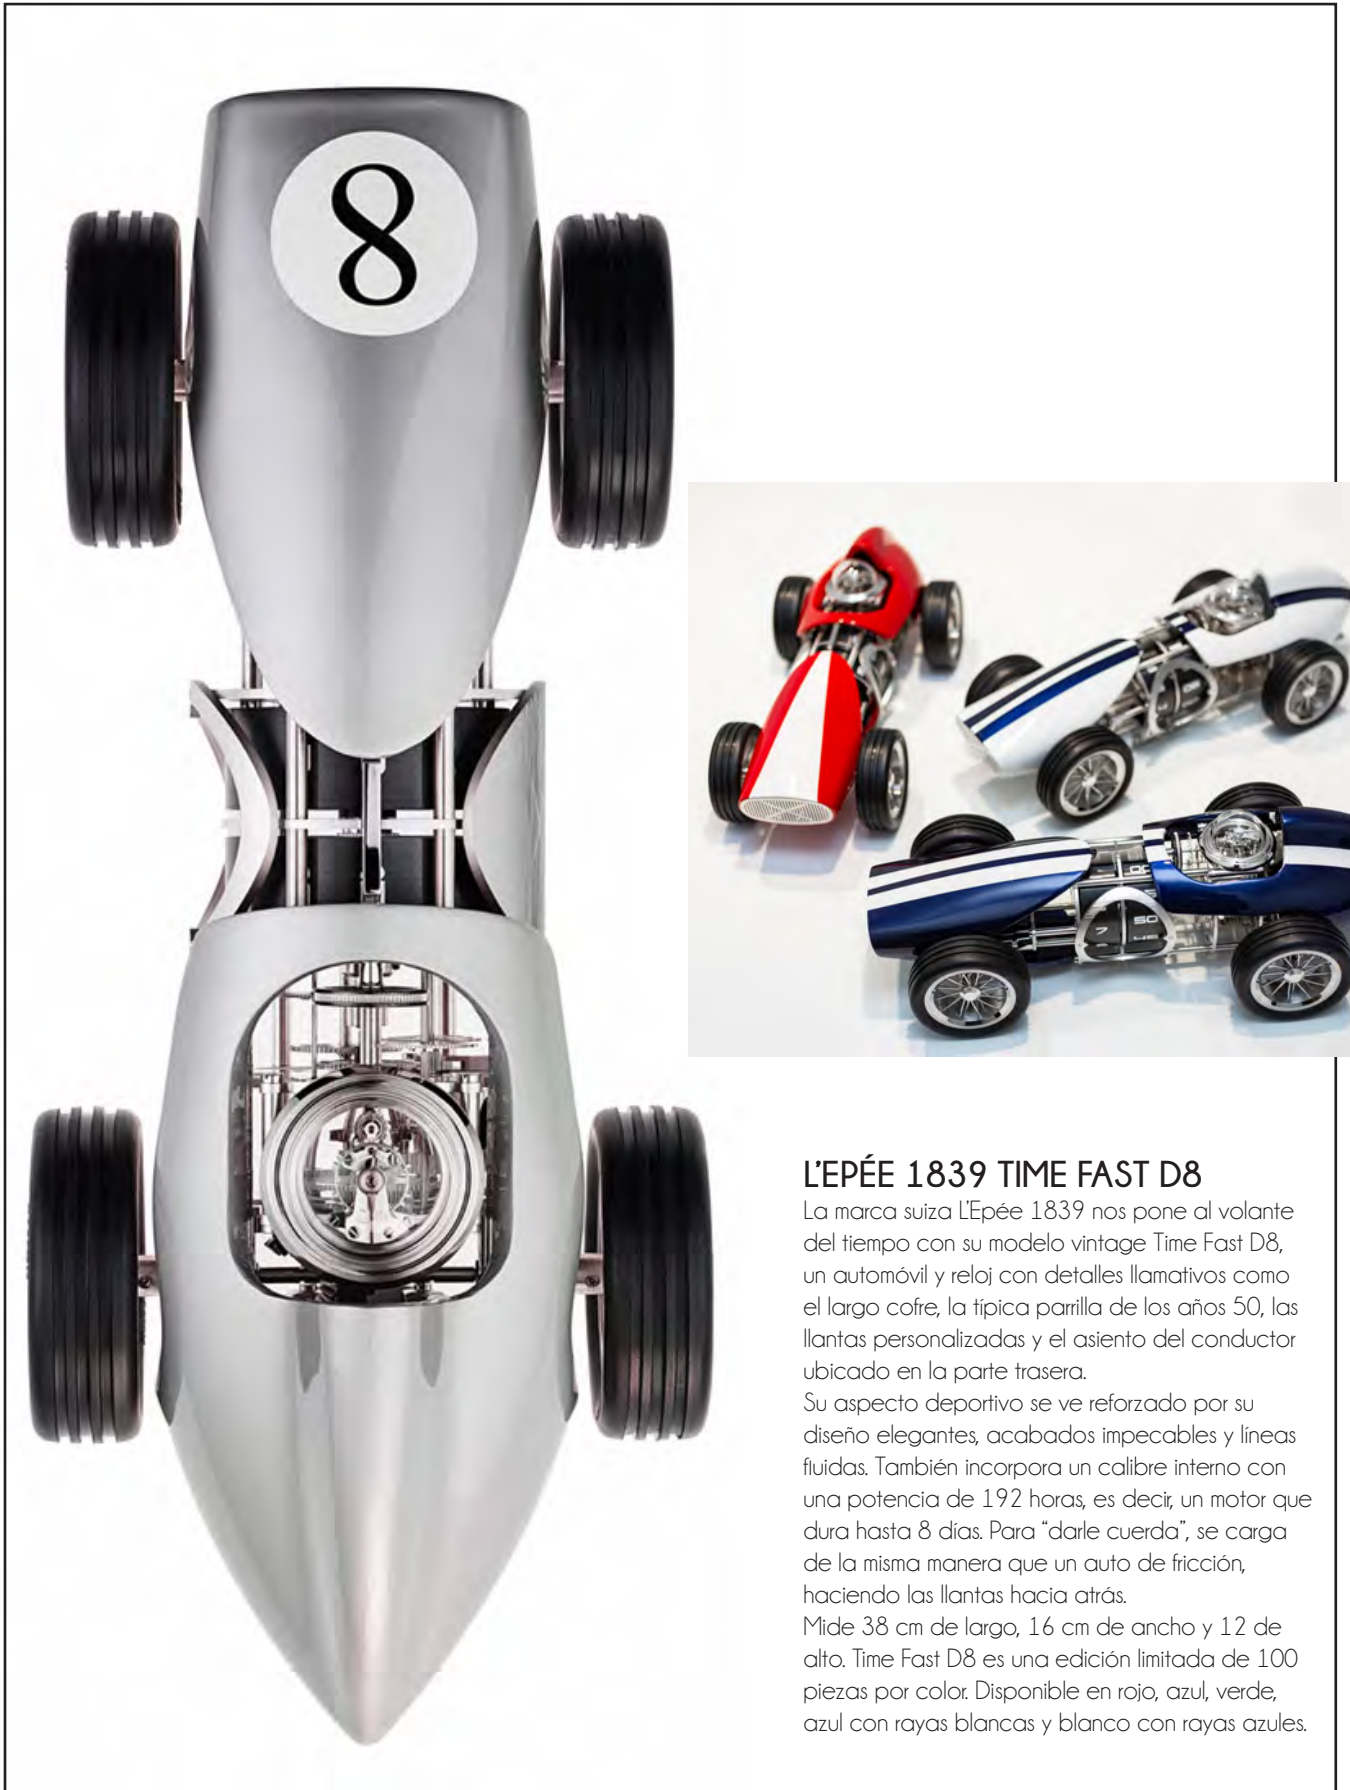 8
7
50
L'EPÉE 1839 TIME FAST D8
La marca suiza L'Epée 1839 nos pone al volante
del tiempo con su modelo vintage Time Fast D8,
un automóvil y reloj con detalles llamativos como
el largo cofre, la típica parrilla de los años 50, las
llantas personalizadas y el asiento del conductor
ubicado en la parte trasera.
Su aspecto deportivo se ve reforzado por su
diseño elegantes, acabados impecables y líneas
fluidas. También incorpora un calibre interno con
una potencia de 192 horas, es decir, un motor que
dura hasta 8 días. Para “darle cuerda”, se carga
de la misma manera que un auto de fricción,
haciendo las llantas hacia atrás.
Mide 38 cm de largo, 16 cm de ancho y 12 de
alto. Time Fast D8 es una edición limitada de 100
piezas por color. Disponible en rojo, azul, verde,
azul con rayas blancas y blanco con rayas azules.